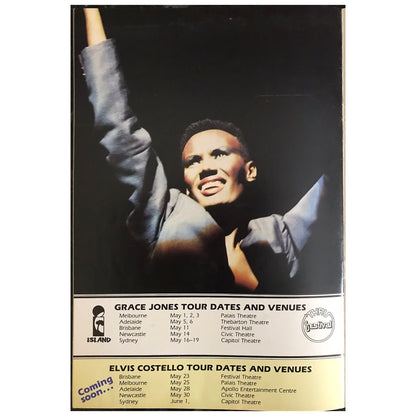 GRACE JONES TOUR DATES AND VENUES
Melbourne May 1, 2, 3 Palais Theatre
Adelaide May 5, 6 Thebarton Theatre
Brisbane May 11 Festival Hall
Newcastle May 14 Civic Theatre
Sydney May 16-19 Capitol Theatre
ISLAND
festival
ELVIS COSTELLO TOUR DATES AND VENUES
Coming
soon...
Brisbane May 23 Festival Theatre
Melbourne May 25 Palais Theatre
Adelaide May 28 Apollo Entertainment Centre
Newcastle May 30 Civic Theatre
Sydney June 1, Capitol Theatre